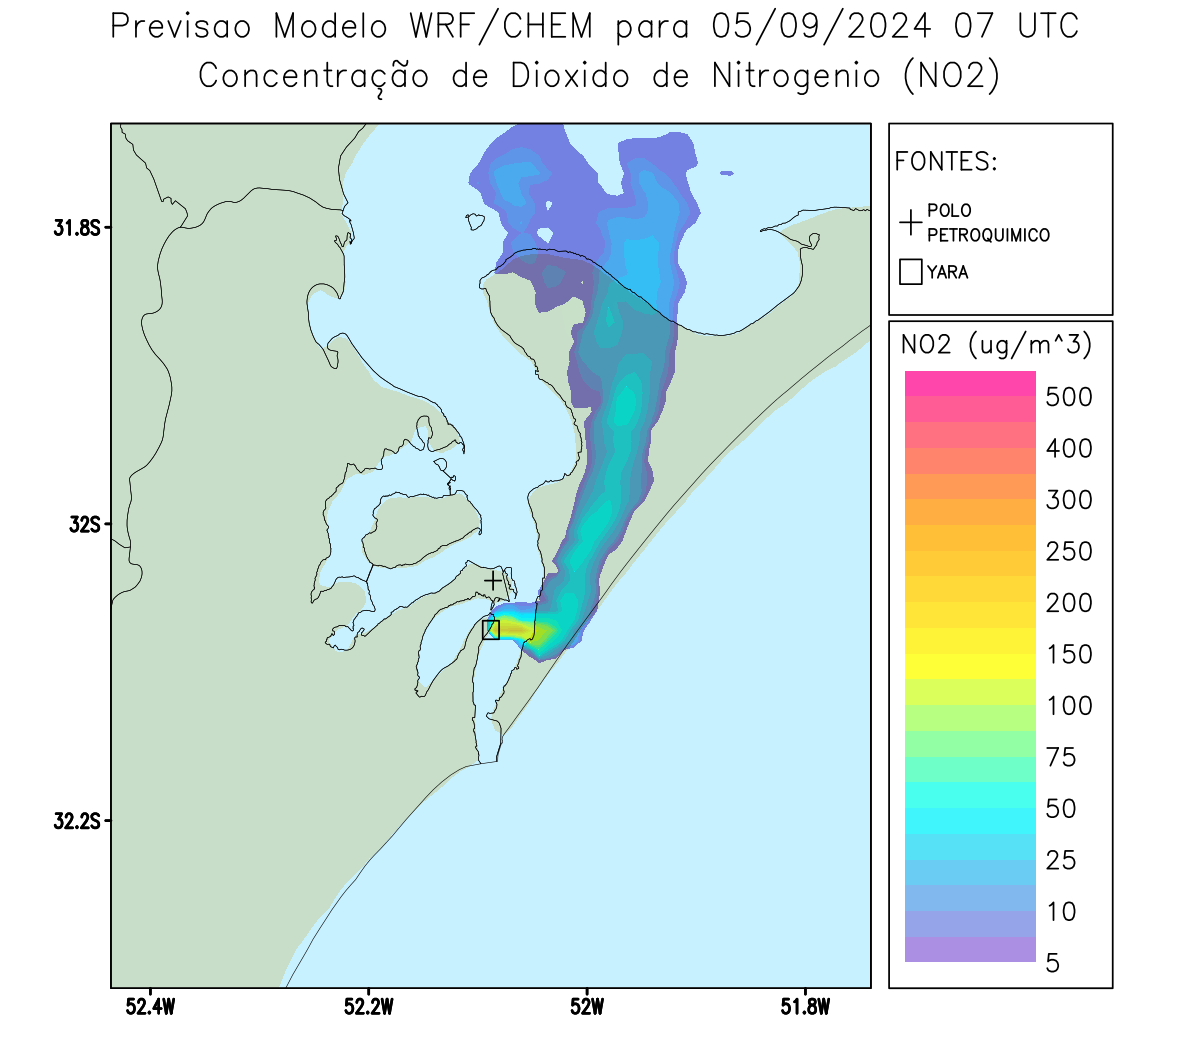 Previsao Modelo WRF/CHEM para 05/09/2024 07 UTC
Concentração de Dioxido de Nitrogenio (NO2)
FONTES:
POLO
PETROQUIMICO
YARA
NO2 (ug/m^3)
500
400
300
250
200
150
100
75
50
25
10
5
31.8S
32S
32.2S
52.4W
52.2W
52W
51.8W